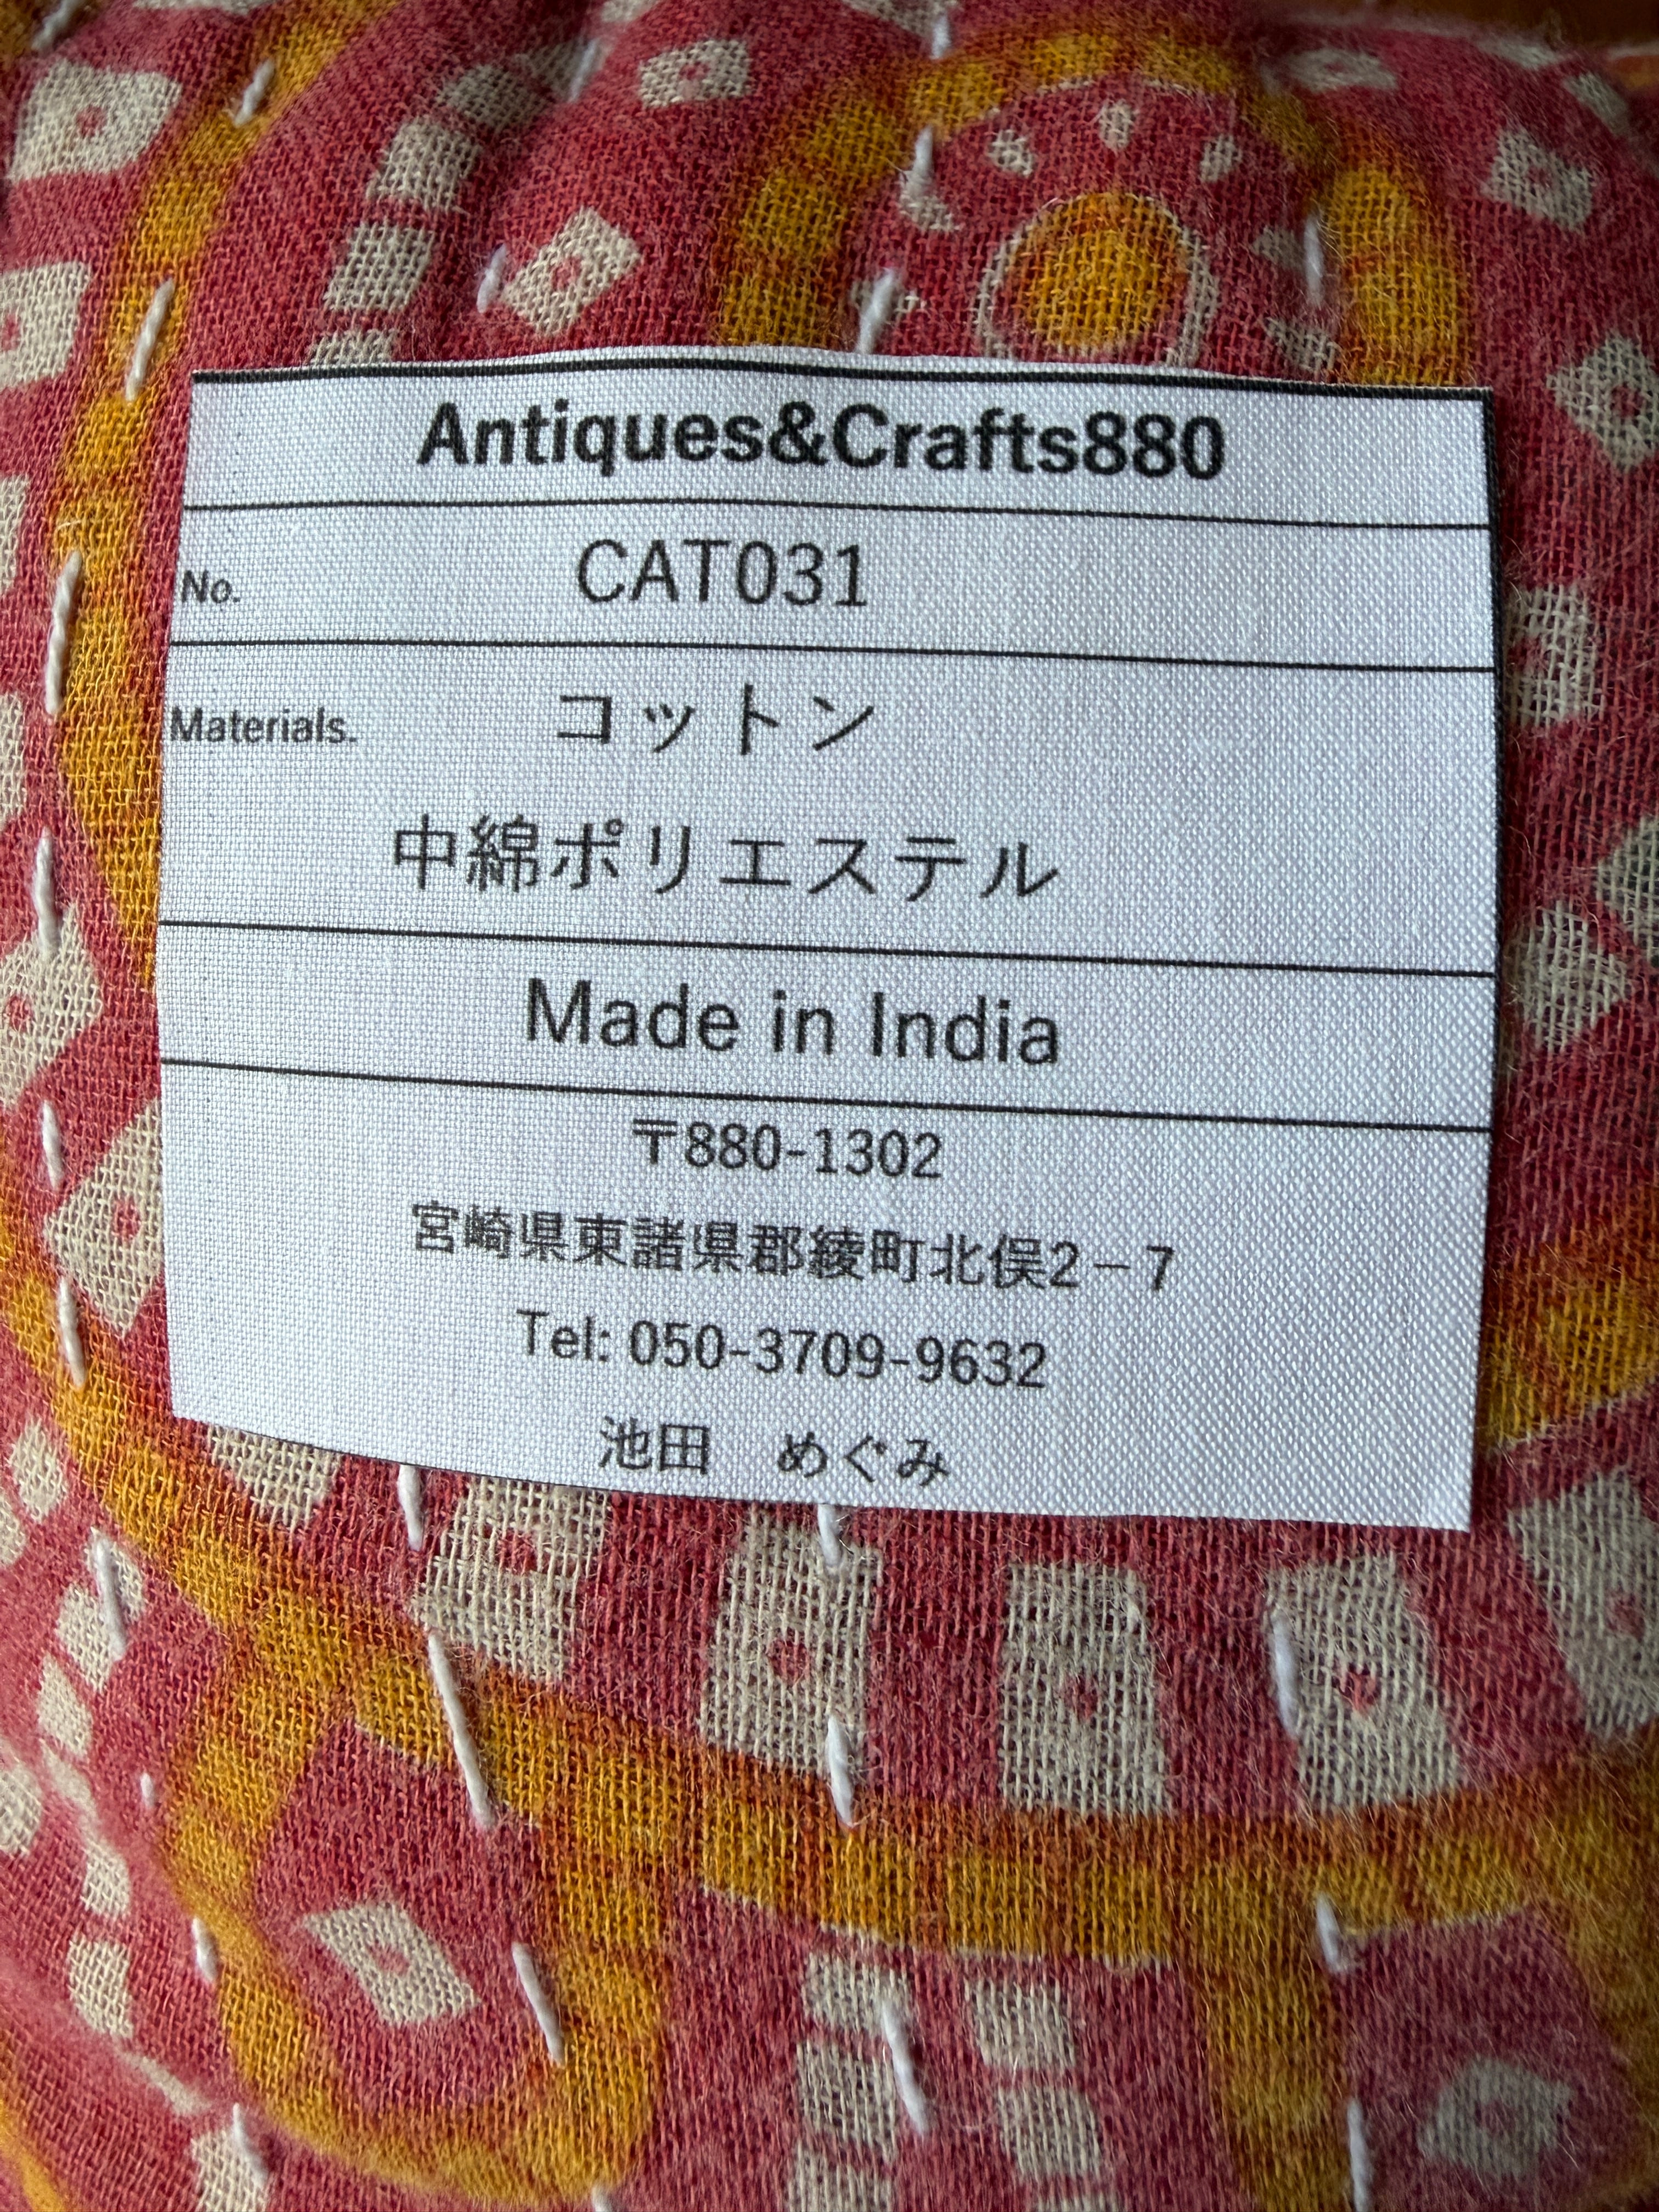 Antiques&Crafts880
No. CAT031
Materials. コットン
中綿ポリエステル
Made in India
〒880-1302
宮崎県東諸県郡綾町北俣2－7
Tel: 050-3709-9632
池田　めぐみ